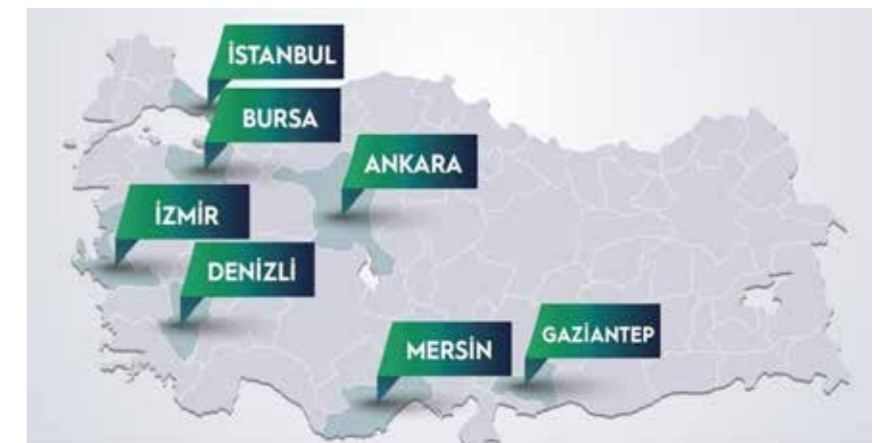 İSTANBUL
BURSA
ANKARA
İZMİR
DENİZLİ
MERSİN
GAZİANTEP